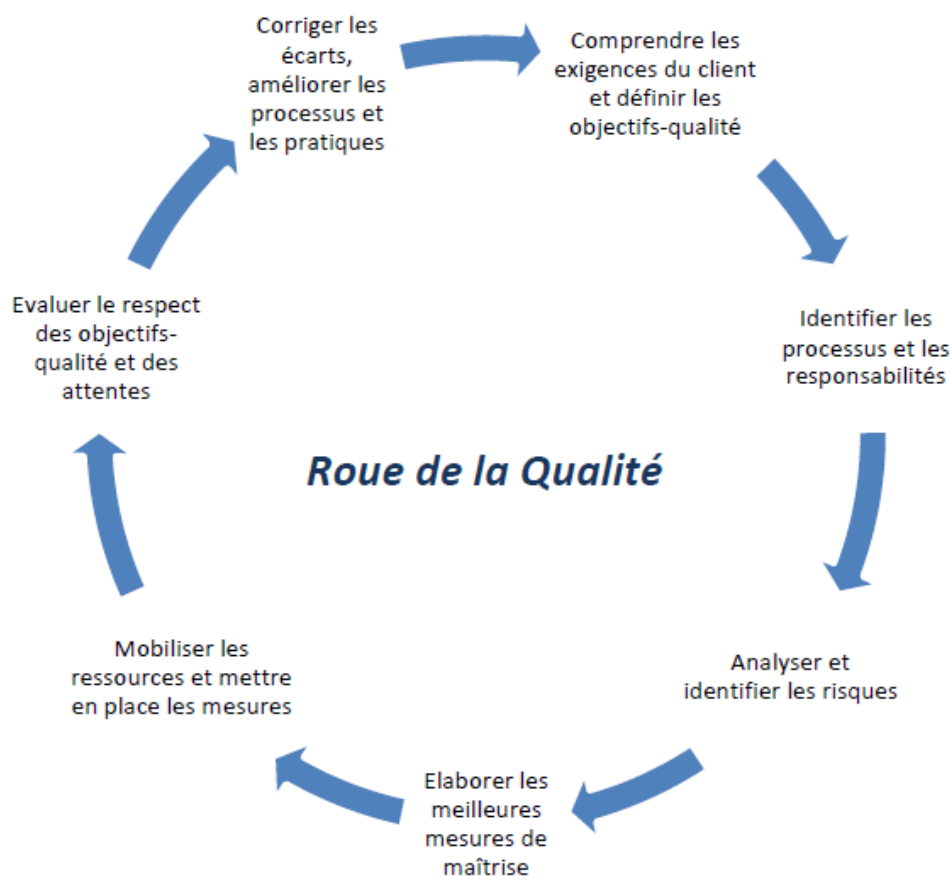 Corriger les
écarts,
améliorer les
processus et
les pratiques
Comprendre les
exigences du client
et définir les
objectifs-qualité
Identifier les
processus et les
responsabilités
Analyser et
identifier les risques
Elaborer les
meilleures
mesures de
maîtrise
Mobiliser les
ressources et mettre
en place les mesures
Evaluer le respect
des objectifs-
qualité et des
attentes
Roue de la Qualité